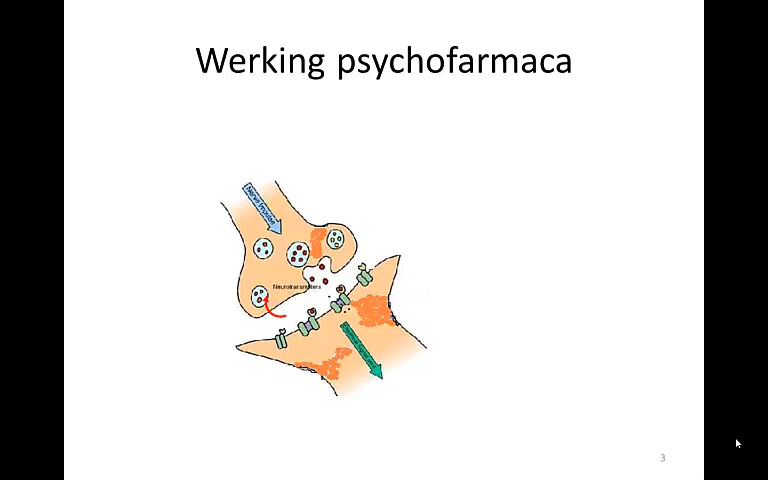 Werking psychofarmaca
Nerve Impulse
Neurotransmitters
3